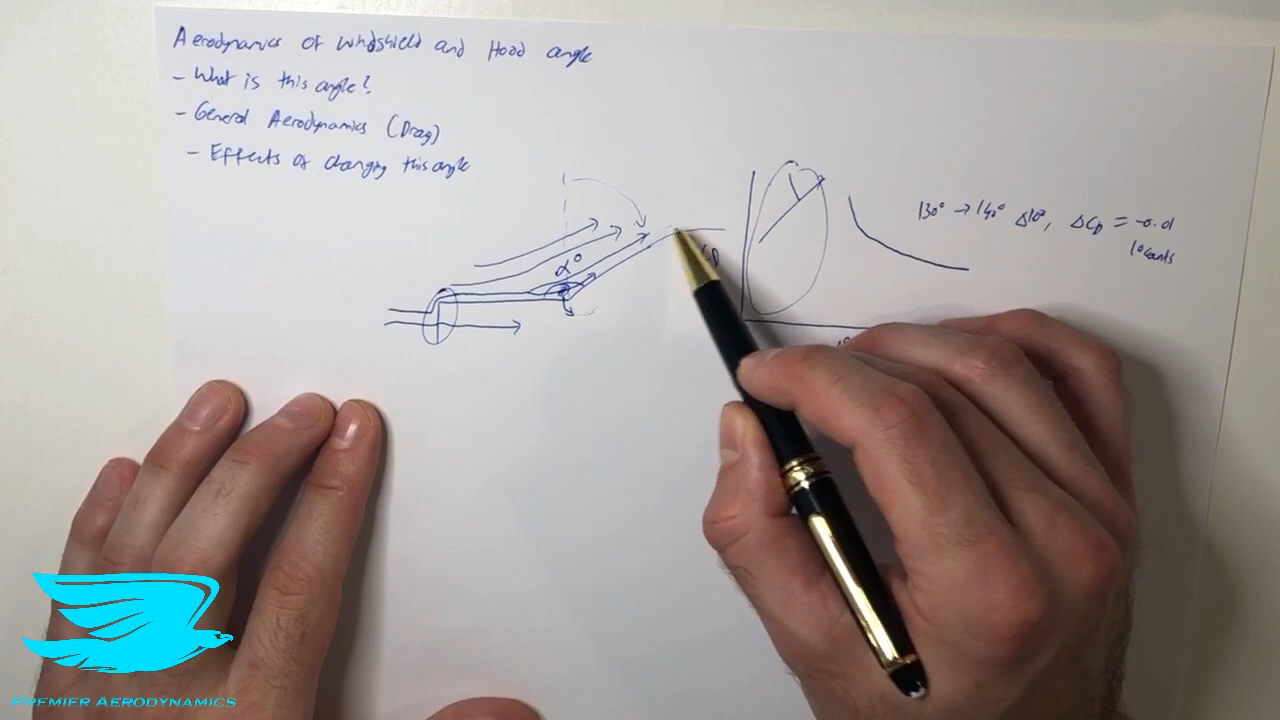 Aerodynamics of Windshield and Hood angle
- What is this angle?
- General Aerodynamics (Drag)
- Effects of changing this angle
α°
CD
130° → 140° Δ10°, ΔCD = -0.01
10 counts
PREMIER AERODYNAMICS